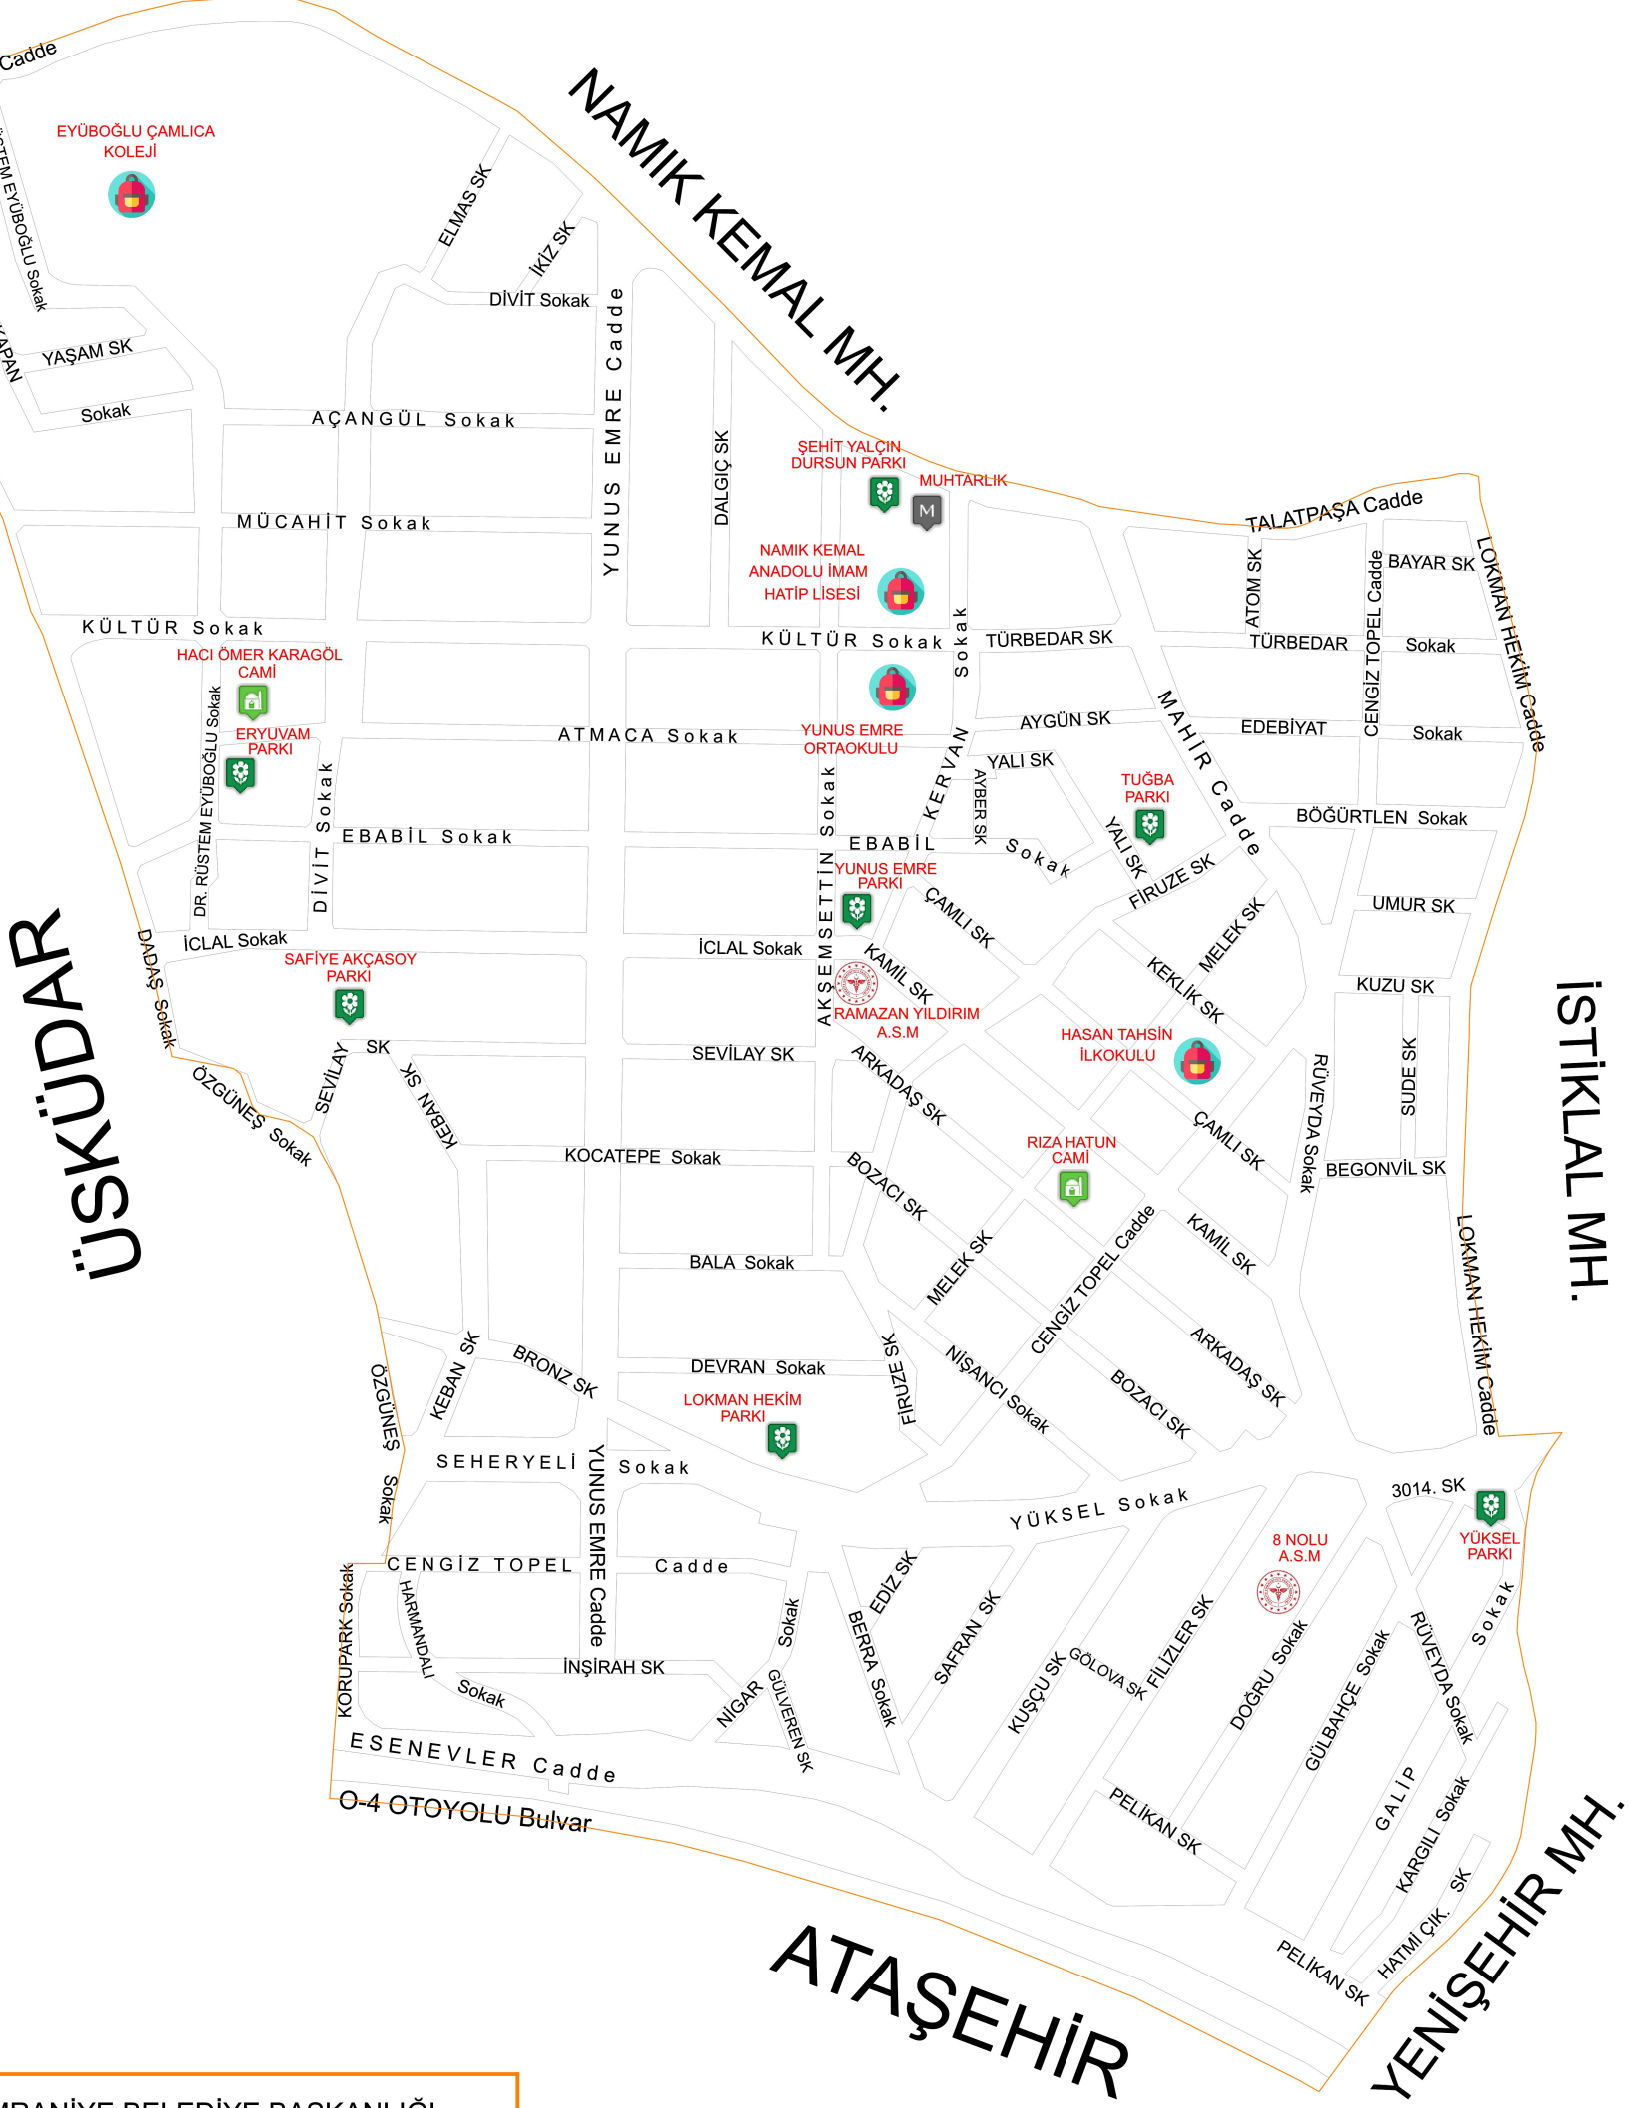 Cadde
EYÜBOĞLU ÇAMLICA
KOLEJİ
EYÜBOĞLU Sokak
NAMIK KEMAL MH.
ELMAS SK
İKİZ SK
DİVİT Sokak
YUNUS EMRE Cadde
YAŞAM SK
Sokak
AÇANGÜL Sokak
DALGIÇ SK
ŞEHİT YALÇIN
DURSUN PARKI
MUHTARLIK
M
MÜCAHİT Sokak
TALATPAŞA Cadde
NAMIK KEMAL
ANADOLU İMAM
HATİP LİSESİ
ATOM SK
CENGİZ TOPEL Cadde
BAYAR SK
LOKMAN HEKİM Cadde
KÜLTÜR Sokak
KÜLTÜR Sokak
KERVAN Sokak
TÜRBEDAR SK
TÜRBEDAR Sokak
HACI ÖMER KARAGÖL
CAMİ
DR. RÜSTEM EYÜBOĞLU Sokak
ERYUVAM
PARKI
ATMACA Sokak
YUNUS EMRE
ORTAOKULU
AYGÜN SK
MAHİR Cadde
EDEBİYAT Sokak
YALI SK
AYBER SK
TUĞBA
PARKI
YALI SK
DİVİT Sokak
EBABİL Sokak
AKŞEMSETTİN Sokak
EBABİL Sokak
BÖĞÜRTLEN Sokak
YUNUS EMRE
PARKI
FİRUZE SK
ÇAMLI SK
MELEK SK
UMUR SK
ÜSKÜDAR
DADAŞ Sokak
İCLAL Sokak
İCLAL Sokak
KAMİL SK
KEKLİK SK
SAFİYE AKÇASOY
PARKI
RAMAZAN YILDIRIM
A.S.M
KUZU SK
İSTİKLAL MH.
HASAN TAHSİN
İLKOKULU
SEVİLAY SK
SEVİLAY SK
KEBAN SK
ARKADAŞ SK
RÜVEYDA Sokak
SUDE SK
ÖZGÜNEŞ Sokak
ÇAMLI SK
RIZA HATUN
CAMİ
KOCATEPE Sokak
BOZACI SK
BEGONVİL SK
CENGİZ TOPEL Cadde
KAMİL SK
MELEK SK
BALA Sokak
LOKMAN HEKİM Cadde
KEBAN SK
BRONZ SK
DEVRAN Sokak
FİRUZE SK
NİŞANCI Sokak
BOZACI SK
ARKADAŞ SK
ÖZGÜNEŞ Sokak
LOKMAN HEKİM
PARKI
SEHERYELİ Sokak
YUNUS EMRE Cadde
YÜKSEL Sokak
3014. SK
YÜKSEL
PARKI
8 NOLU
A.S.M
CENGİZ TOPEL Cadde
KORUPARK Sokak
HARMANDALI Sokak
EDİZ SK
BERRA Sokak
SAFRAN SK
KUŞÇU SK
GÖLOVA SK
FİLİZLER SK
DOĞRU Sokak
GÜLBAHÇE Sokak
RÜVEYDA Sokak
GALİP Sokak
İNŞİRAH SK
NİGAR Sokak
GÜLVEREN SK
ESENEVLER Cadde
O-4 OTOYOLU Bulvar
PELİKAN SK
KARGILI Sokak
HATMİ ÇIK. SK
PELİKAN SK
ATAŞEHİR
YENİŞEHİR MH.
BELEDİYE BAŞKANLIĞI